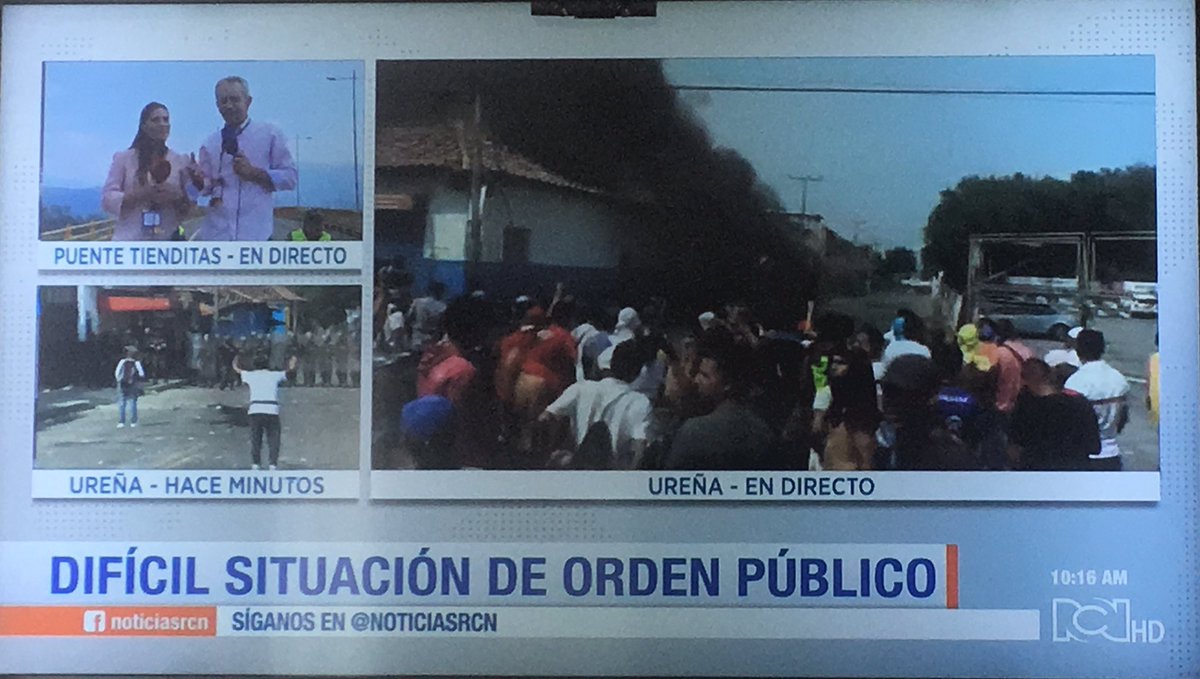 PUENTE TIENDITAS - EN DIRECTO
UREÑA - HACE MINUTOS
UREÑA - EN DIRECTO
DIFÍCIL SITUACIÓN DE ORDEN PÚBLICO
10:16 AM
f noticiasrcn
SÍGANOS EN @NOTICIASRCN
RCN HD